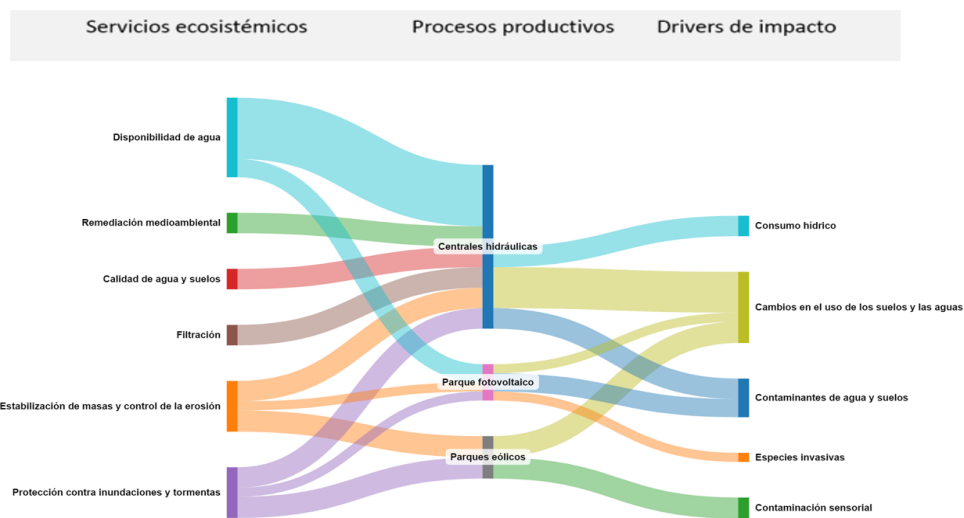 Servicios ecosistémicos Procesos productivos Drivers de impacto
Disponibilidad de agua
Remediación medioambiental
Calidad de agua y suelos
Filtración
Estabilización de masas y control de la erosión
Protección contra inundaciones y tormentas
Centrales hidráulicas
Parque fotovoltaico
Parques eólicos
Consumo hídrico
Cambios en el uso de los suelos y las aguas
Contaminantes de agua y suelos
Especies invasivas
Contaminación sensorial